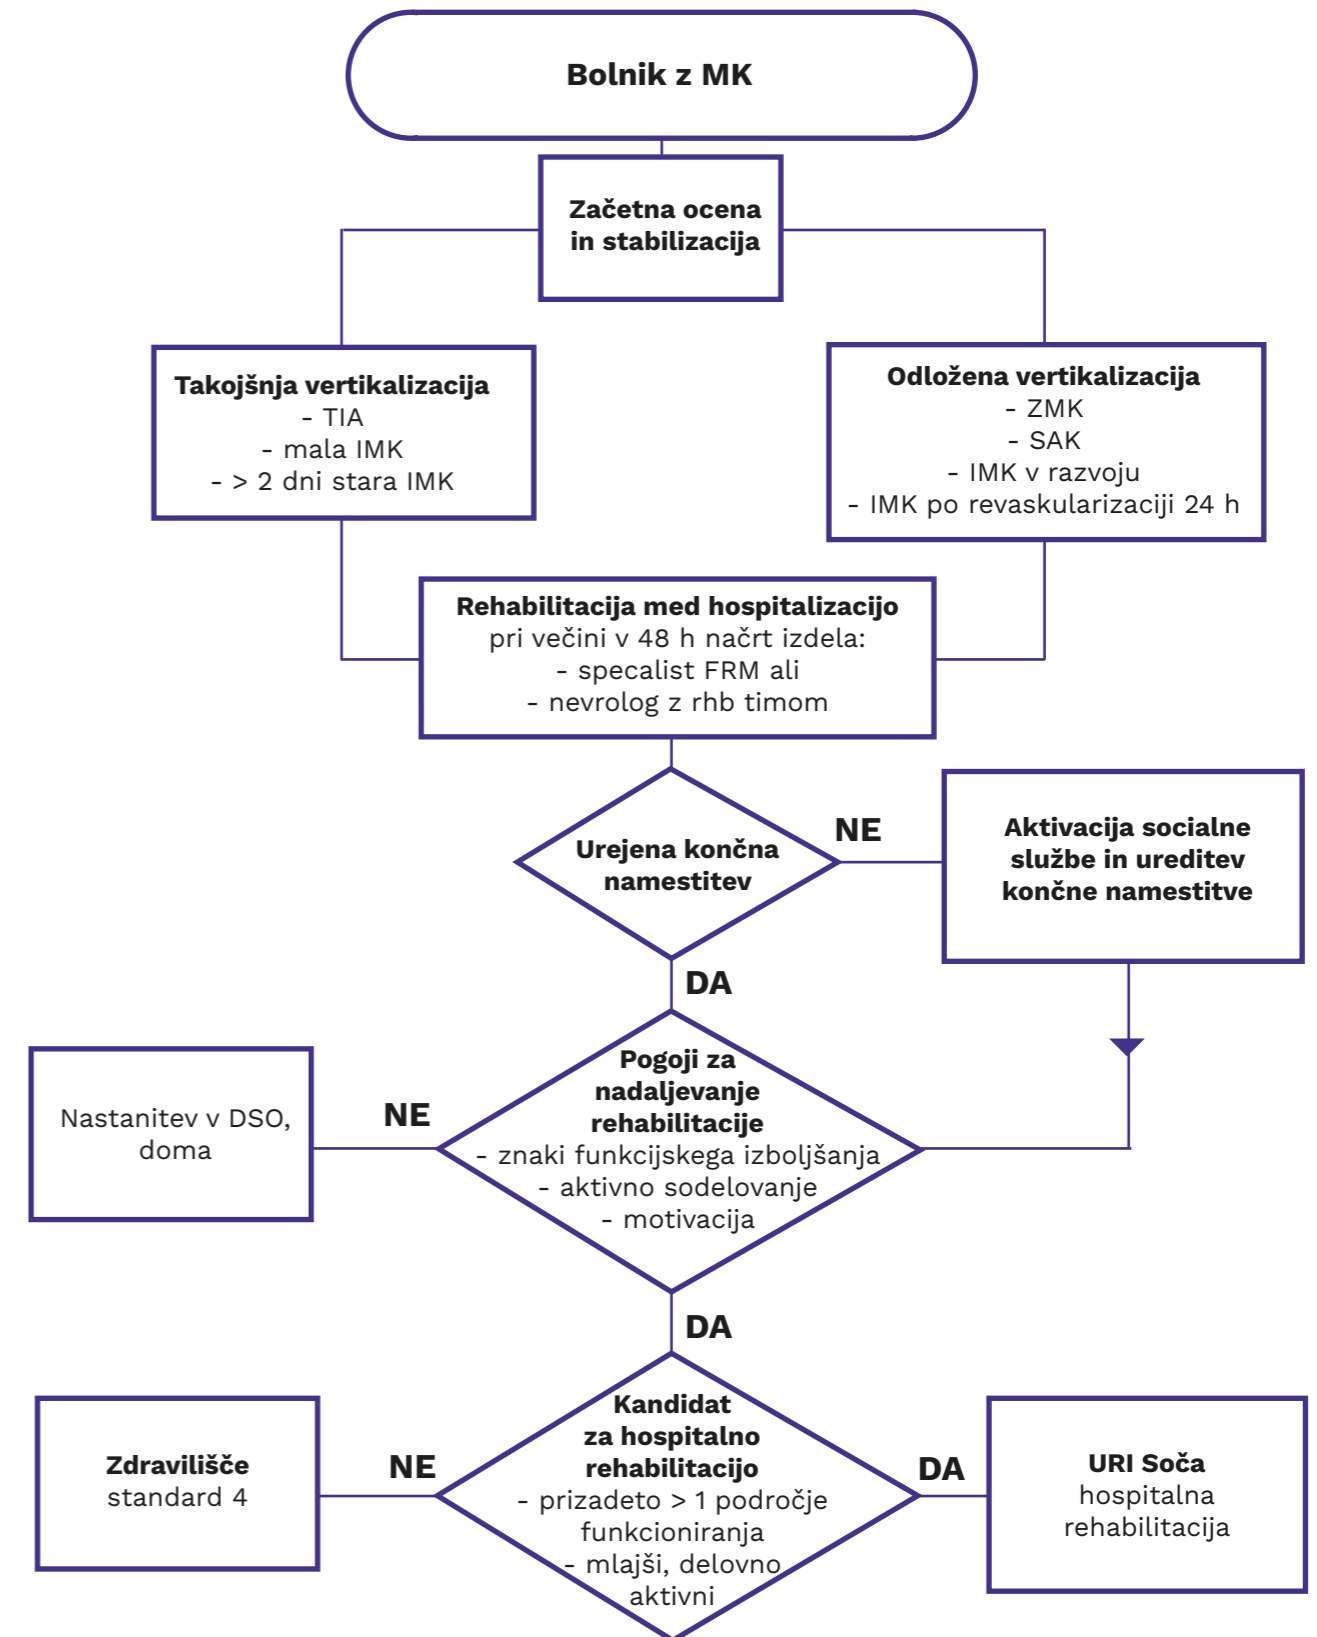 Bolnik z MK
Začetna ocena
in stabilizacija
Takojšnja vertikalizacija
- TIA
- mala IMK
- > 2 dni stara IMK
Odložena vertikalizacija
- ZMK
- SAK
- IMK v razvoju
- IMK po revaskularizaciji 24 h
Rehabilitacija med hospitalizacijo
pri večini v 48 h načrt izdela:
- specalist FRM ali
- nevrolog z rhb timom
Urejena končna
namestitev
NE
Aktivacija socialne
službe in ureditev
končne namestitve
DA
Pogoji za
nadaljevanje
rehabilitacije
- znaki funkcijskega izboljšanja
- aktivno sodelovanje
- motivacija
NE
Nastanitev v DSO,
doma
DA
Kandidat
za hospitalno
rehabilitacijo
- prizadeto > 1 področje
funkcioniranja
- mlajši, delovno
aktivni
NE
Zdravilišče
standard 4
DA
URI Soča
hospitalna
rehabilitacija